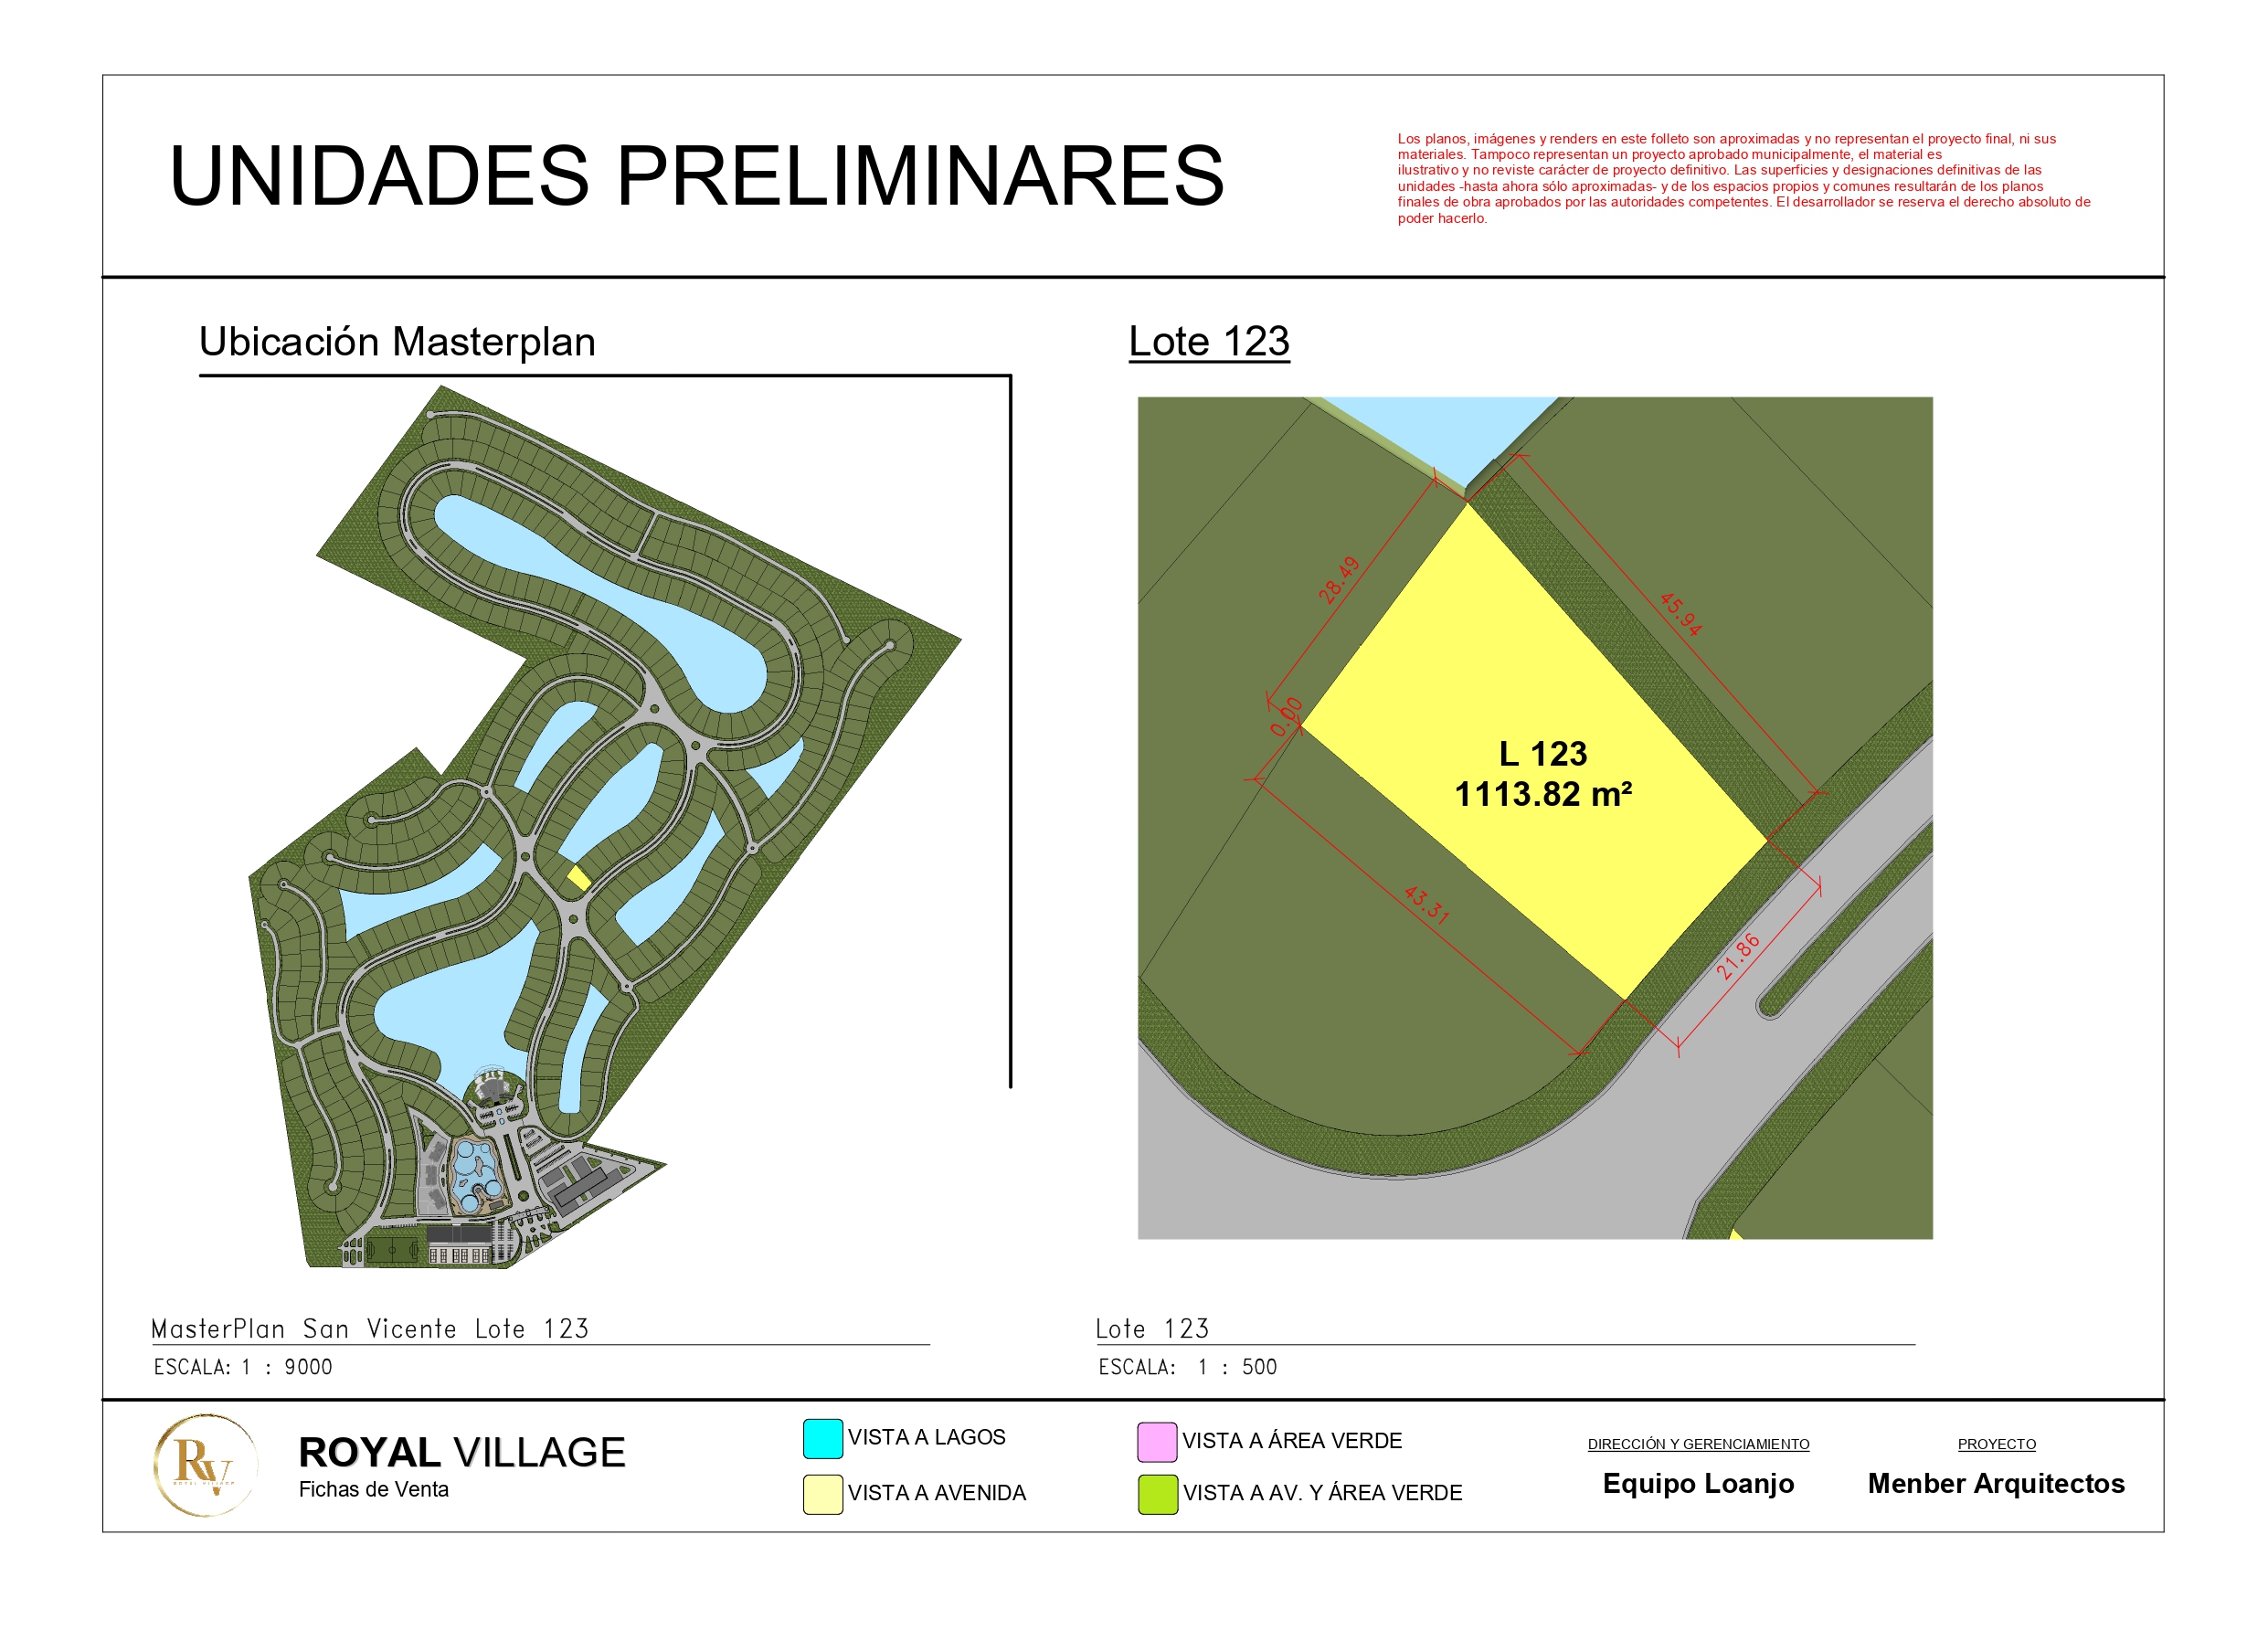 UNIDADES PRELIMINARES
Los planos, imágenes y renders en este folleto son aproximadas y no representan el proyecto final, ni sus
materiales. Tampoco representan un proyecto aprobado municipalmente, el material es
ilustrativo y no reviste carácter de proyecto definitivo. Las superficies y designaciones definitivas de las
unidades -hasta ahora sólo aproximadas- y de los espacios propios y comunes resultarán de los planos
finales de obra aprobados por las autoridades competentes. El desarrollador se reserva el derecho absoluto de
poder hacerlo.
Ubicación Masterplan
Lote 123
28.49
45.94
0.00
L 123
1113.82 m²
43.31
21.86
MasterPlan San Vicente Lote 123
ESCALA: 1 : 9000
Lote 123
ESCALA: 1 : 500
RV
ROYAL VILLAGE
ROYAL VILLAGE
Fichas de Venta
VISTA A LAGOS
VISTA A AVENIDA
VISTA A ÁREA VERDE
VISTA A AV. Y ÁREA VERDE
DIRECCIÓN Y GERENCIAMIENTO
Equipo Loanjo
PROYECTO
Menber Arquitectos